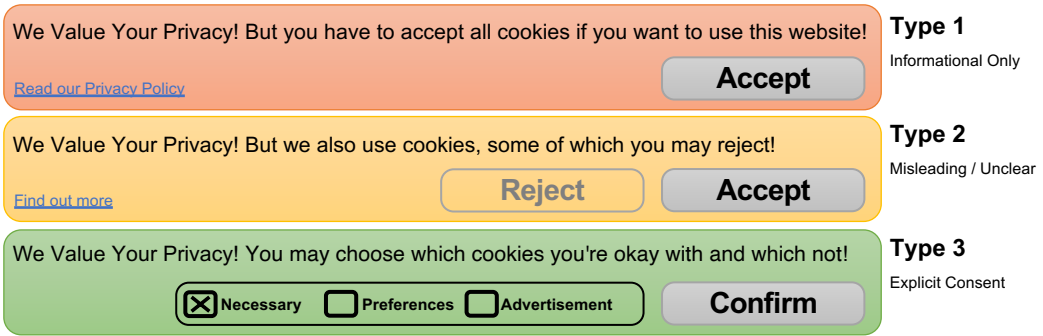 We Value Your Privacy! But you have to accept all cookies if you want to use this website!
Read our Privacy Policy
Accept
Type 1
Informational Only
We Value Your Privacy! But we also use cookies, some of which you may reject!
Find out more
Reject
Accept
Type 2
Misleading / Unclear
We Value Your Privacy! You may choose which cookies you're okay with and which not!
Necessary Preferences Advertisement
Confirm
Type 3
Explicit Consent